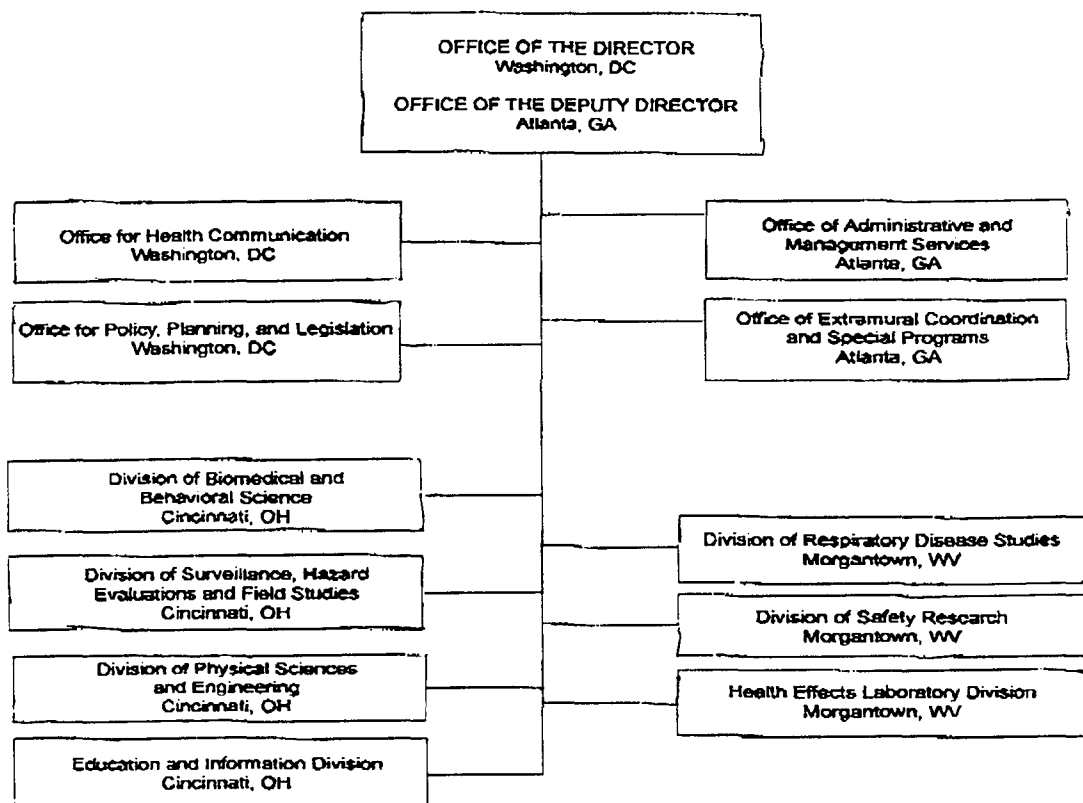 OFFICE OF THE DIRECTOR
Washington, DC
OFFICE OF THE DEPUTY DIRECTOR
Atlanta, GA
Office for Health Communication
Washington, DC
Office of Administrative and
Management Services
Atlanta, GA
Office for Policy, Planning, and Legislation
Washington, DC
Office of Extramural Coordination
and Special Programs
Atlanta, GA
Division of Biomedical and
Behavioral Science
Cincinnati, OH
Division of Surveillance, Hazard
Evaluations and Field Studies
Cincinnati, OH
Division of Physical Sciences
and Engineering
Cincinnati, OH
Education and Information Division
Cincinnati, OH
Division of Respiratory Disease Studies
Morgantown, WV
Division of Safety Research
Morgantown, WV
Health Effects Laboratory Division
Morgantown, WV